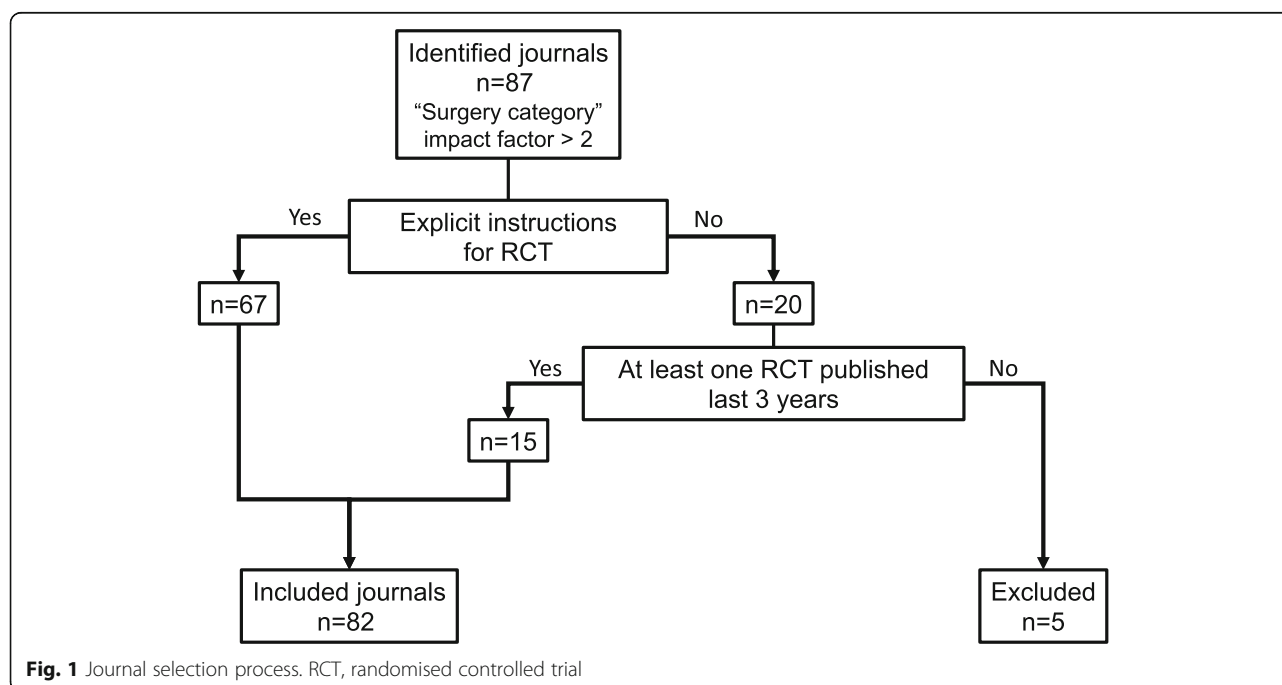 Identified journals
n=87
“Surgery category”
impact factor > 2
Yes
Explicit instructions
for RCT
No
n=67
n=20
Yes
At least one RCT published
last 3 years
No
n=15
Included journals
n=82
Excluded
n=5
Fig. 1 Journal selection process. RCT, randomised controlled trial